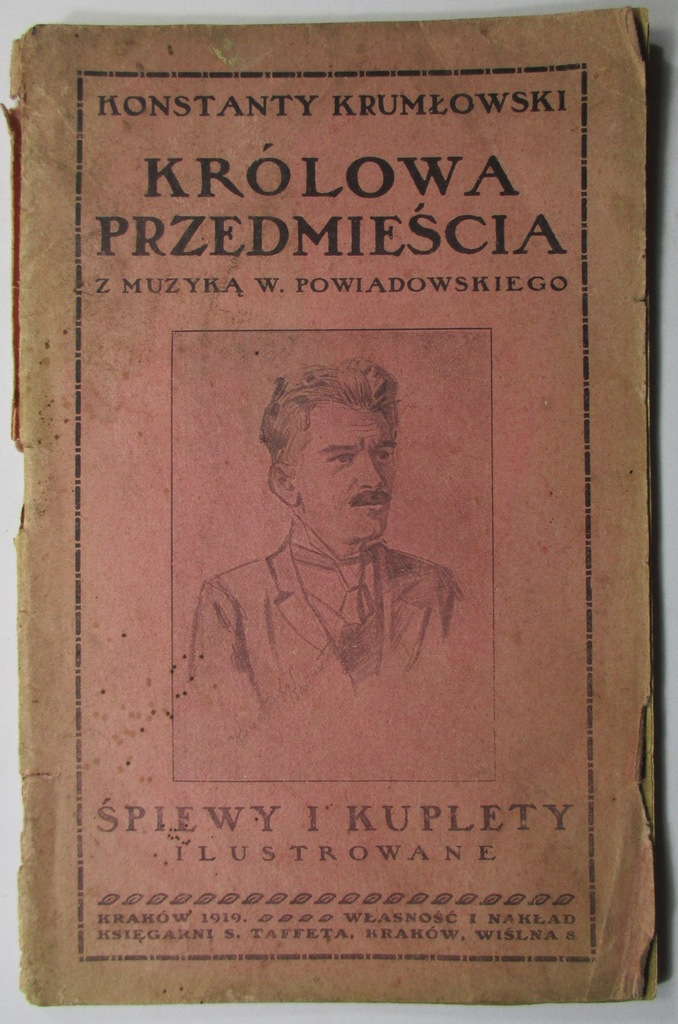 KONSTANTY KRUMŁOWSKI
KRÓLOWA
PRZEDMIEŚCIA
Z MUZYKĄ W. POWIADOWSKIEGO
ŚPIEWY I KUPLETY
ILUSTROWANE
KRAKÓW 1919. WŁASNOŚĆ I NAKŁAD
KSIĘGARNI S. TAFFETA, KRAKÓW, WIŚLNA 8